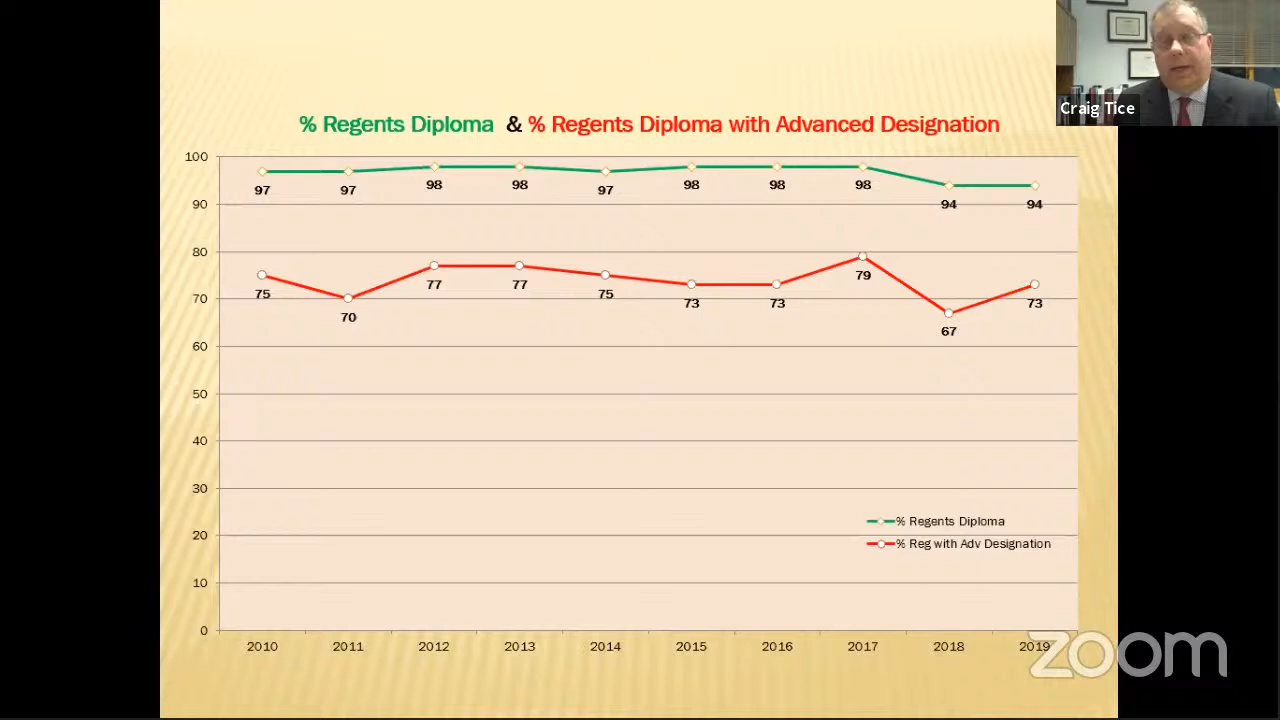 Craig Tice
% Regents Diploma & % Regents Diploma with Advanced Designation
100
90
80
70
60
50
40
30
20
10
0
97 97 98 98 97 98 98 98 94 94
75 70 77 77 75 73 73 79 67 73
% Regents Diploma
% Reg with Adv Designation
2010 2011 2012 2013 2014 2015 2016 2017 2018 2019
zoom